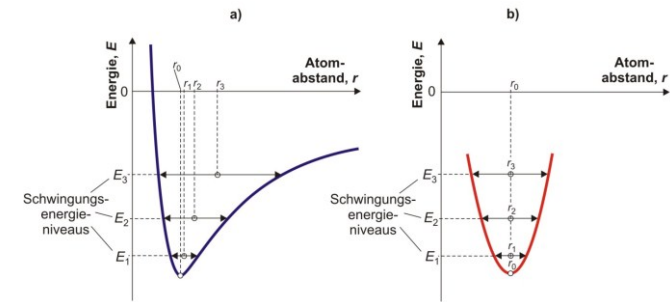 a)
Energie, E
Atom-
abstand, r
r0
r1 r2 r3
0
E3
Schwingungs-
energie-
niveaus
E2
E1
b)
Energie, E
Atom-
abstand, r
r0
0
E3
r3
Schwingungs-
energie-
niveaus
E2
r2
E1
r1
r0